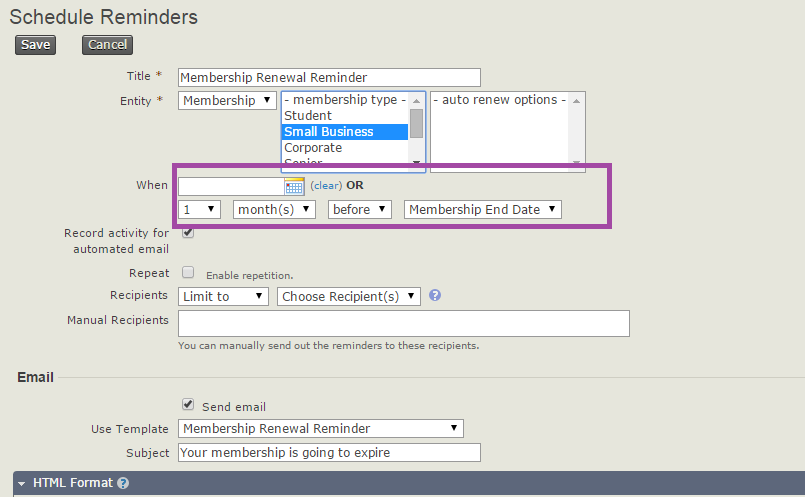 Schedule Reminders
Save Cancel
Title * Membership Renewal Reminder
Entity * Membership - membership type - - auto renew options -
Student
Small Business
Corporate
Senior
When (clear) OR
1 month(s) before Membership End Date
Record activity for
automated email
Repeat Enable repetition.
Recipients Limit to Choose Recipient(s) ?
Manual Recipients
You can manually send out the reminders to these recipients.
Email
Send email
Use Template Membership Renewal Reminder
Subject Your membership is going to expire
HTML Format ?